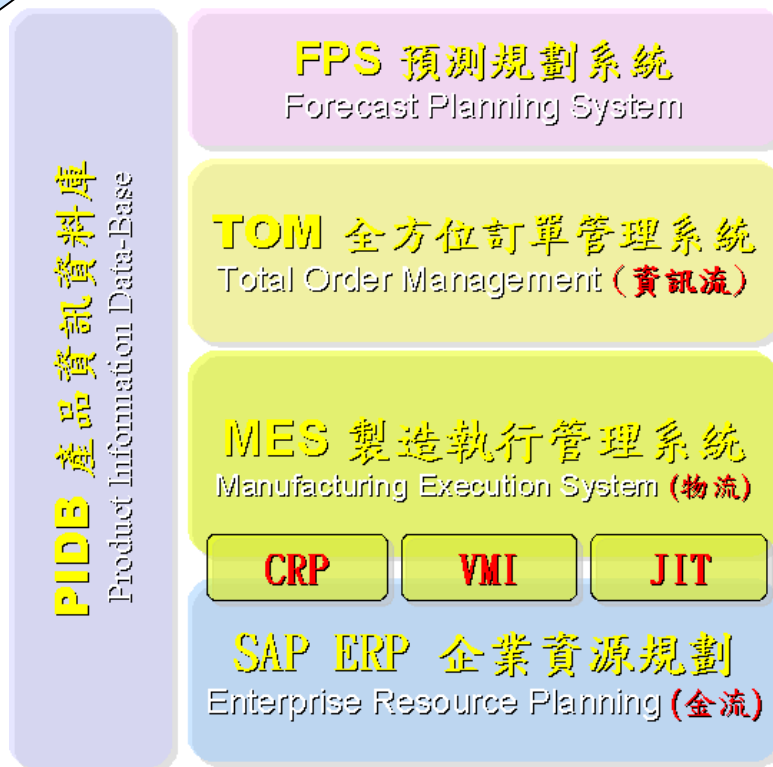 PIDB 產品資訊資料庫
Product Information Data-Base
FPS 預測規劃系統
Forecast Planning System
TOM 全方位訂單管理系統
Total Order Management (資訊流)
MES 製造執行管理系統
Manufacturing Execution System (物流)
CRP VMI JIT
SAP ERP 企業資源規劃
Enterprise Resource Planning (金流)